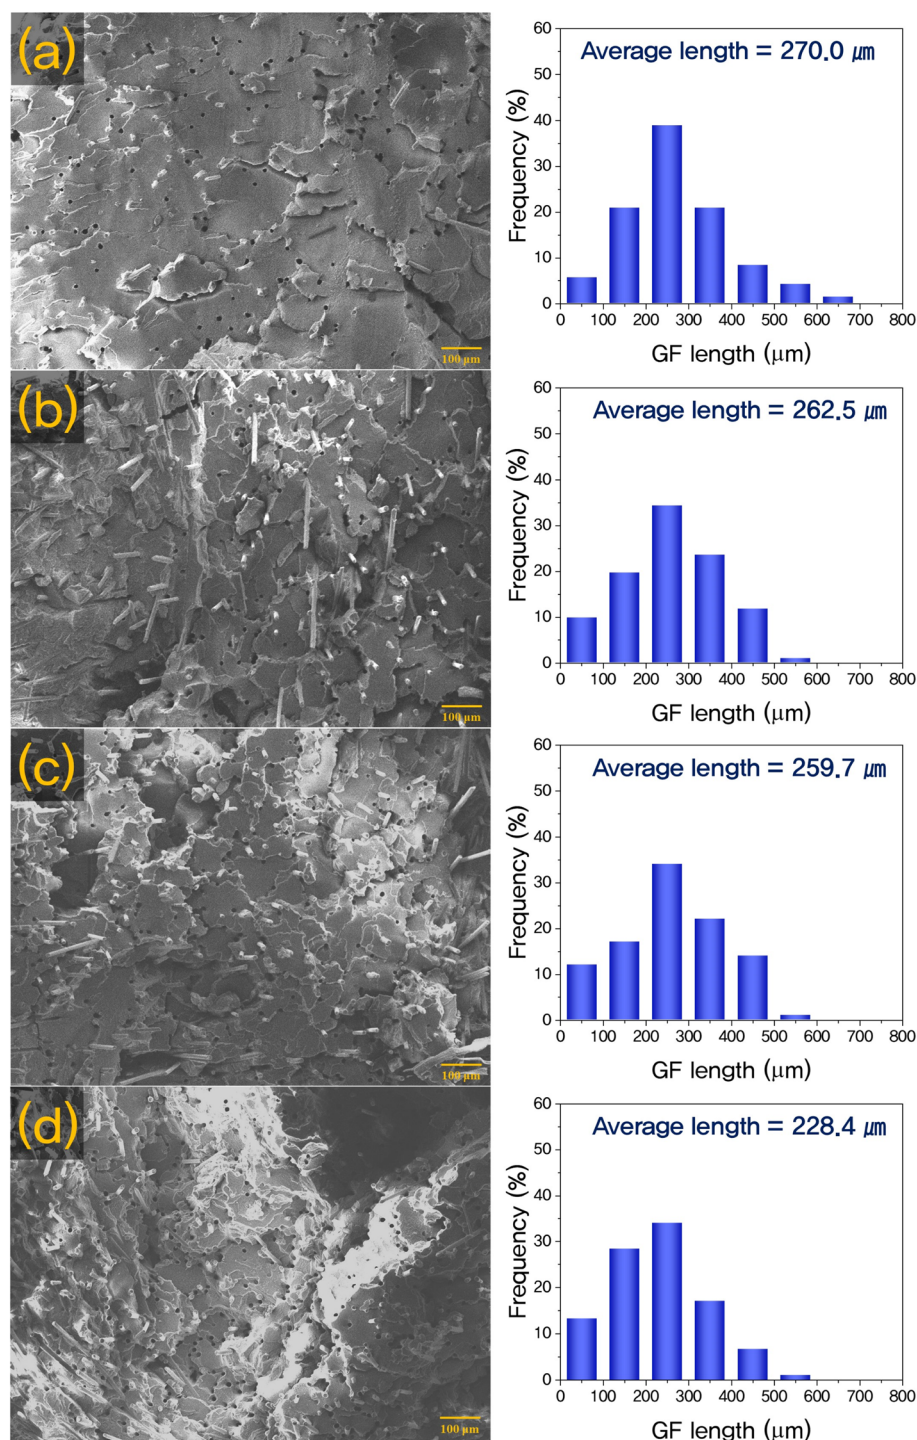 (a)
100 μm
Average length = 270.0 ㎛
Frequency (%)
60
50
40
30
20
10
0
0 100 200 300 400 500 600 700 800
GF length (μm)
(b)
100 μm
Average length = 262.5 ㎛
Frequency (%)
60
50
40
30
20
10
0
0 100 200 300 400 500 600 700 800
GF length (μm)
(c)
100 μm
Average length = 259.7 ㎛
Frequency (%)
60
50
40
30
20
10
0
0 100 200 300 400 500 600 700 800
GF length (μm)
(d)
100 μm
Average length = 228.4 ㎛
Frequency (%)
60
50
40
30
20
10
0
0 100 200 300 400 500 600 700 800
GF length (μm)